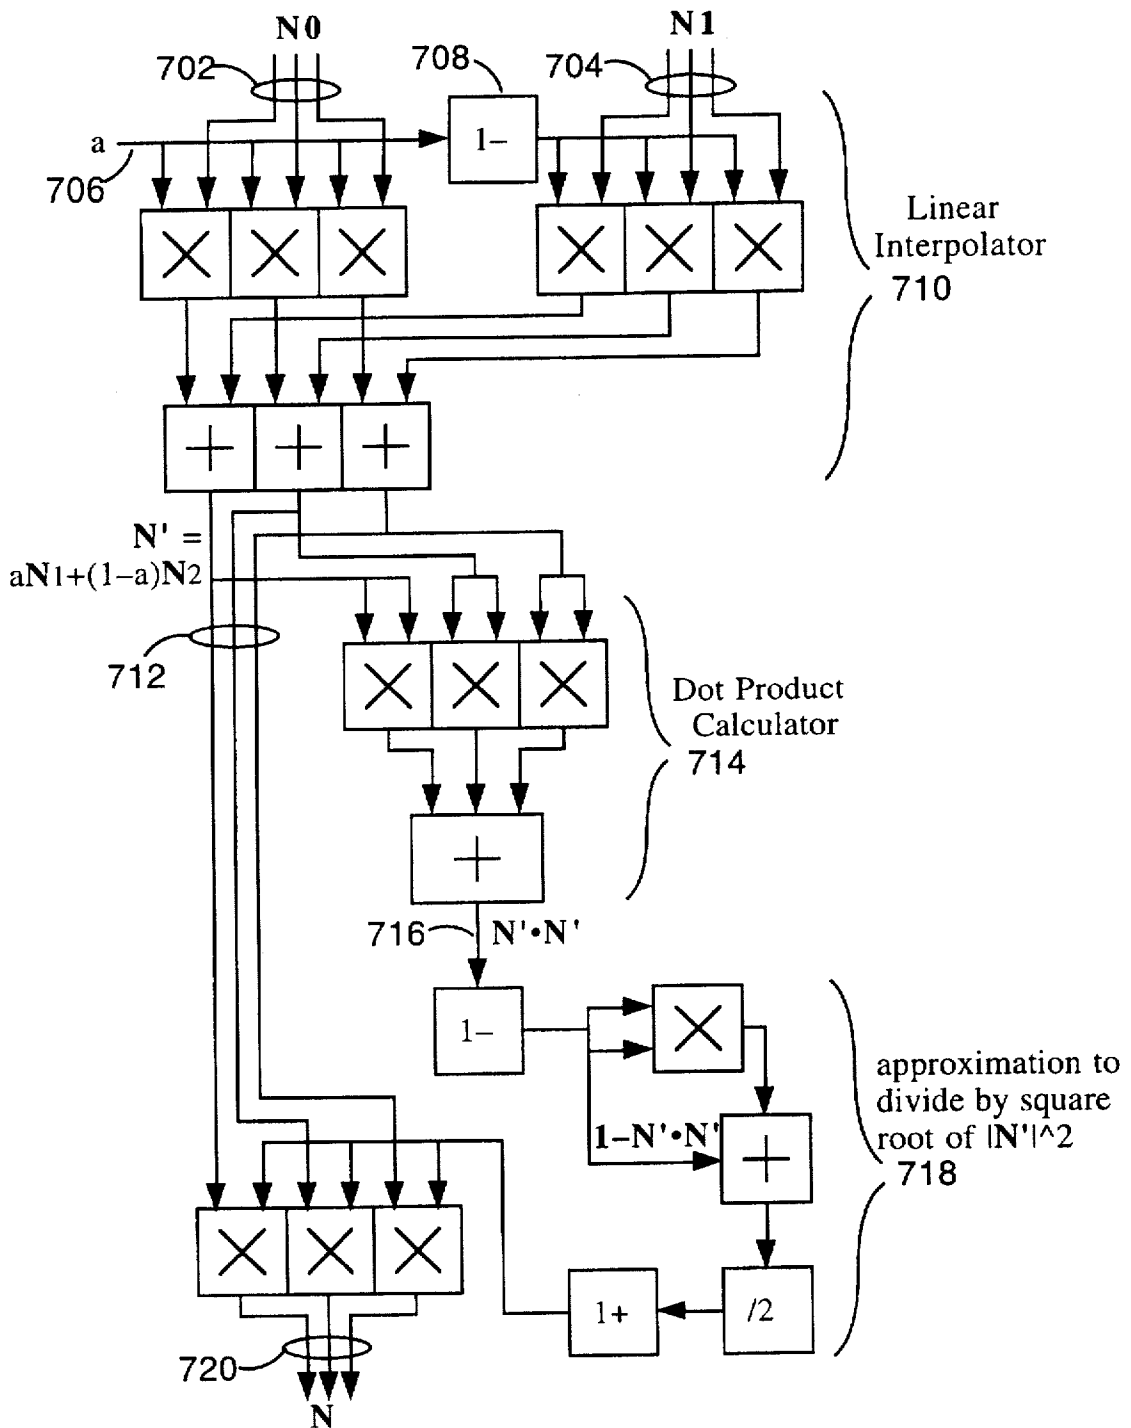 N0
N1
702
708
704
a
1-
706
Linear
Interpolator
710
N' =
aN1+(1-a)N2
712
Dot Product
Calculator
714
716
N'•N'
1-
approximation to
divide by square
root of |N'|^2
718
1-N'•N'
1+
/2
720
N